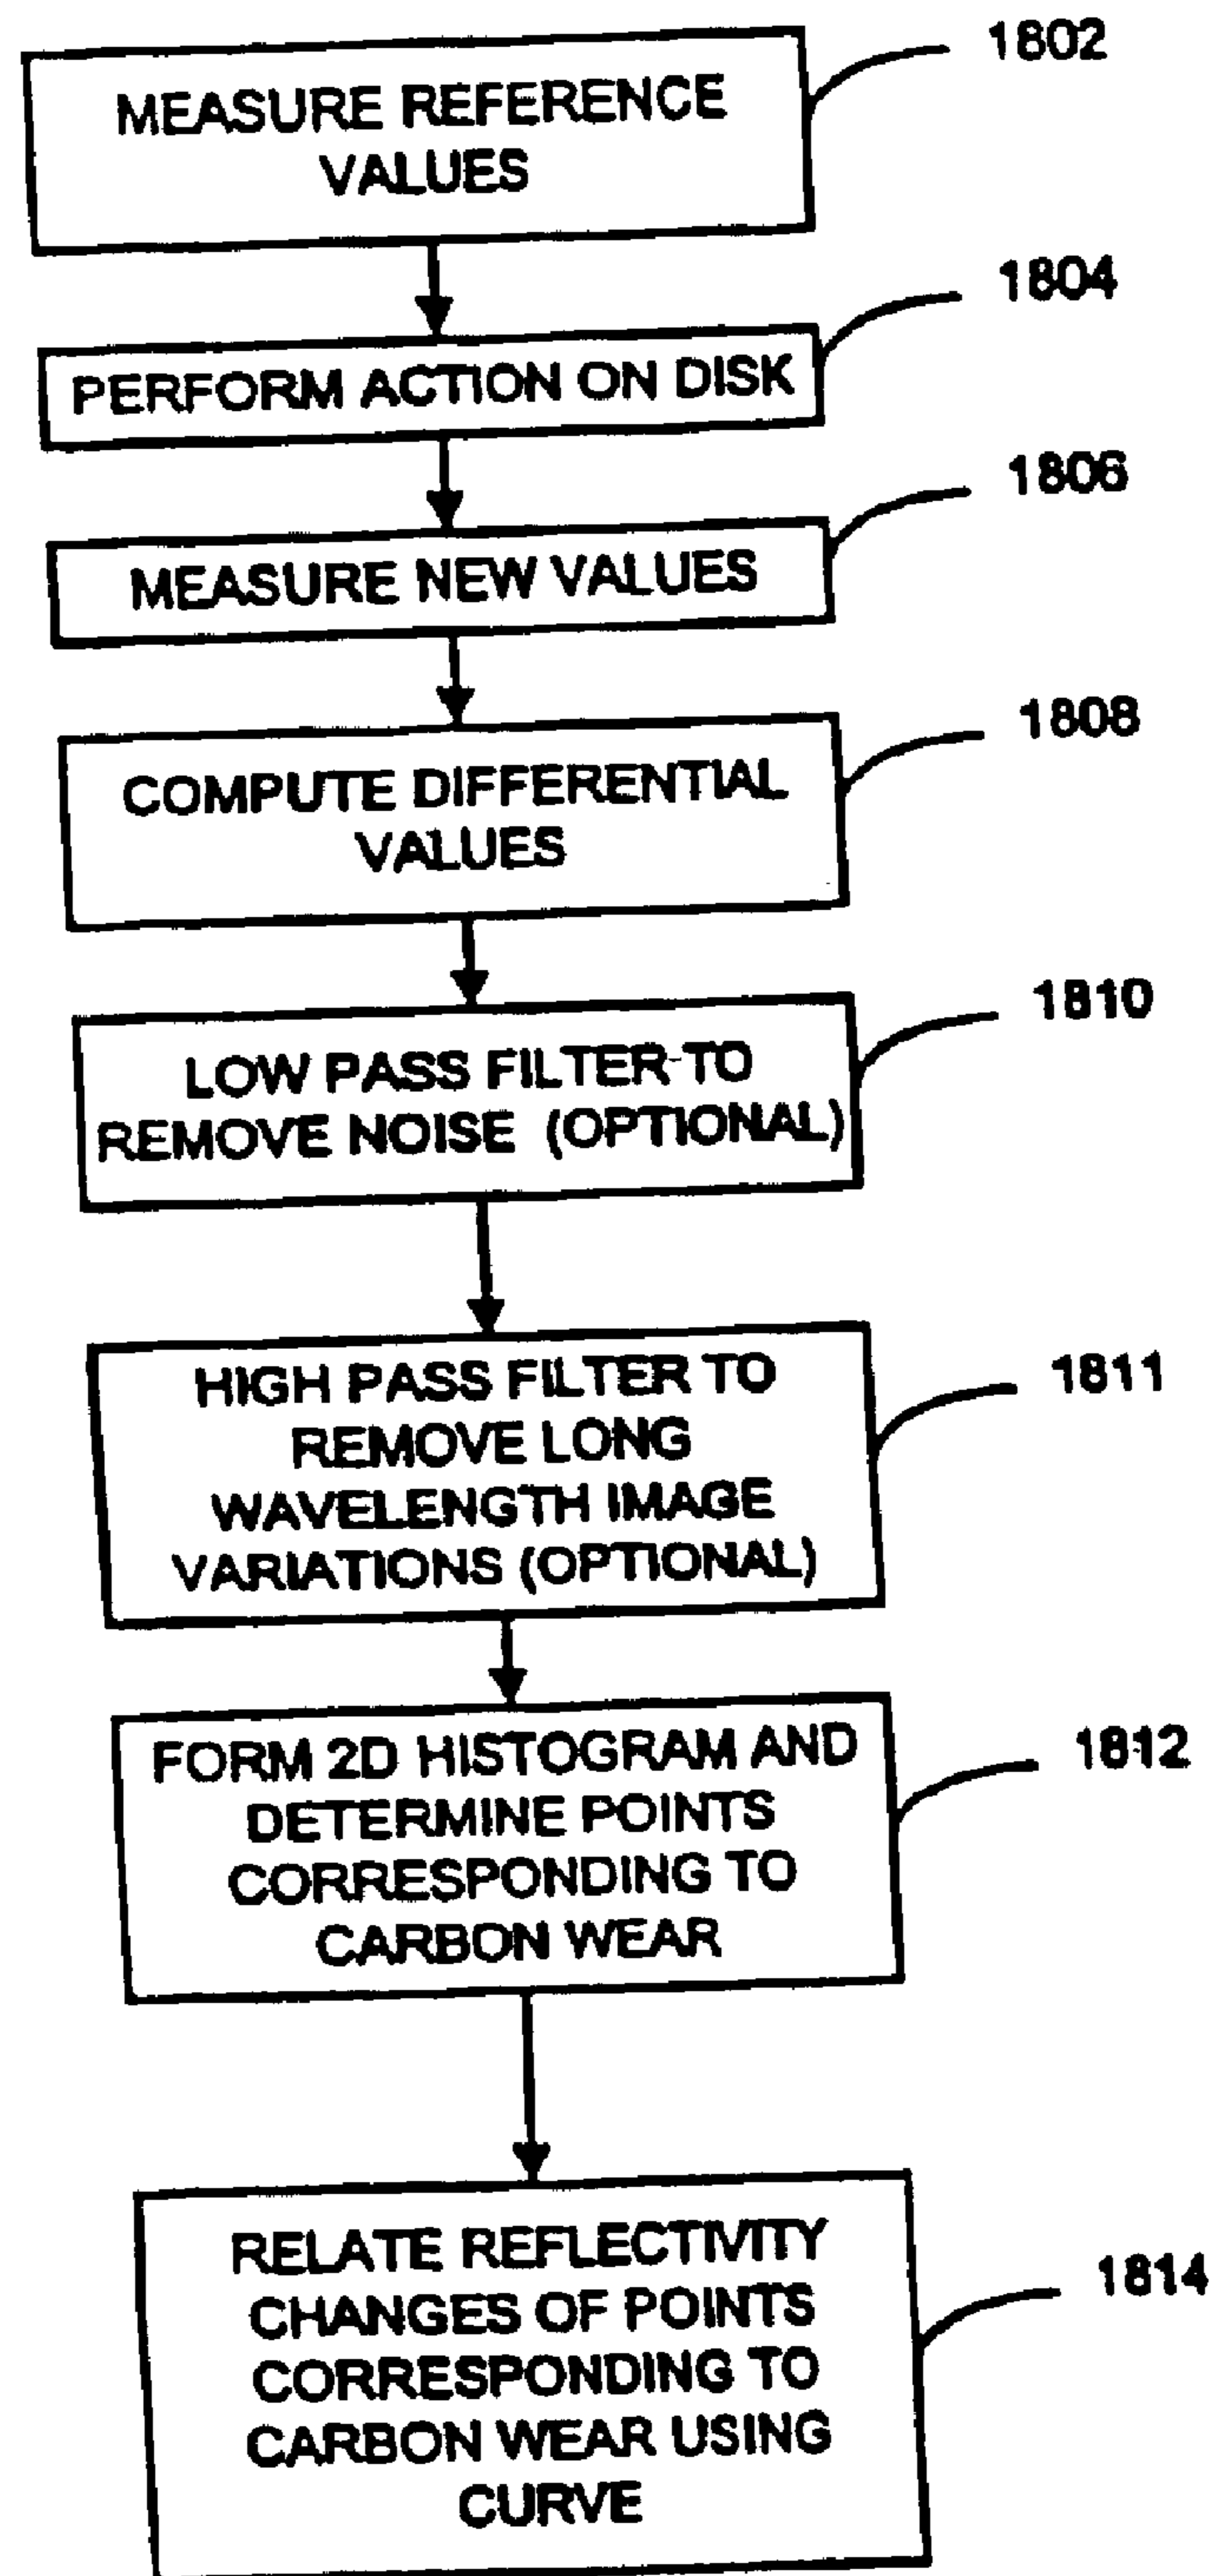 1802
MEASURE REFERENCE
VALUES
1804
PERFORM ACTION ON DISK
1806
MEASURE NEW VALUES
1808
COMPUTE DIFFERENTIAL
VALUES
1810
LOW PASS FILTER TO
REMOVE NOISE (OPTIONAL)
1811
HIGH PASS FILTER TO
REMOVE LONG
WAVELENGTH IMAGE
VARIATIONS (OPTIONAL)
1812
FORM 2D HISTOGRAM AND
DETERMINE POINTS
CORRESPONDING TO
CARBON WEAR
1814
RELATE REFLECTIVITY
CHANGES OF POINTS
CORRESPONDING TO
CARBON WEAR USING
CURVE